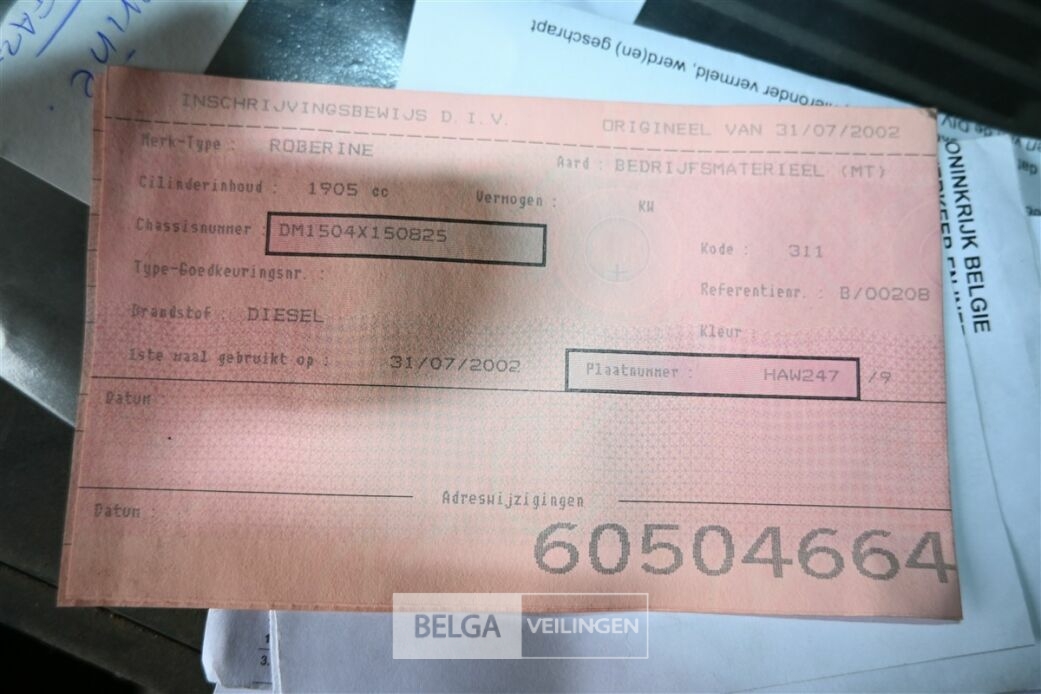 INSCHRIJVINGSBEWIJS D.I.V. ORIGINEEL VAN 31/07/2002
Merk-Type : ROBERINE Aard : BEDRIJFSMATERIEEL (MT)
Cilinderinhoud : 1905 cc Vermogen : KW
Chassisnummer : DM1504X150825 Kode : 311
Type-Goedkeuringsnr. : Referentienr. : B/00208
Brandstof : DIESEL Kleur
1ste maal gebruikt op : 31/07/2002 Plaatnummer : HAW247 /9
Datum :
Adreswijzigingen
Datum :
60504664
BELGA VEILINGEN
hieronder vermeld, werd(en) geschrapt
ONINKRIJK BELGIE